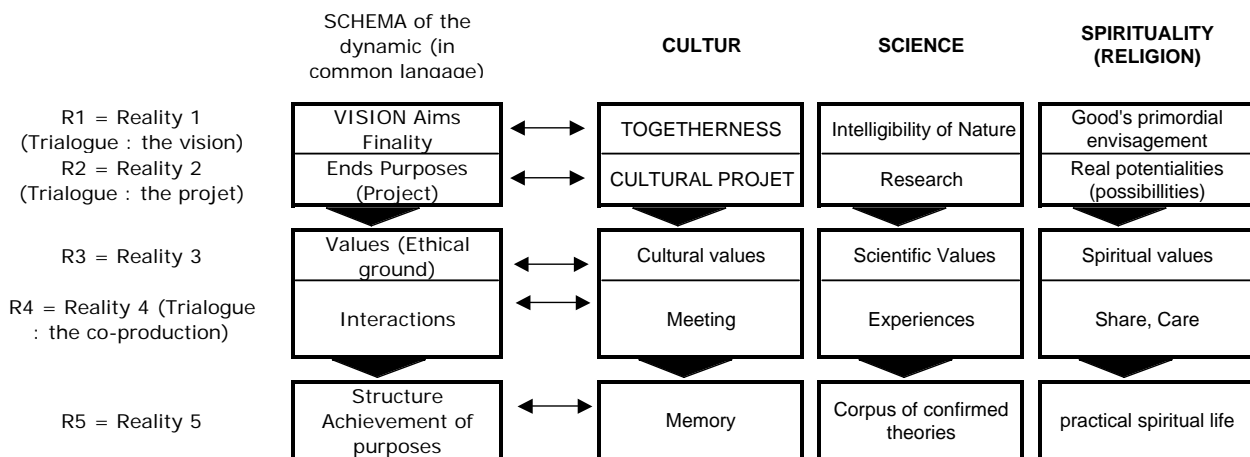 SCHEMA of the
dynamic (in
common langage)
CULTUR
SCIENCE
SPIRITUALITY
(RELIGION)
R1 = Reality 1
(Trialogue : the vision)
VISION Aims
Finality
TOGETHERNESS
Intelligibility of Nature
Good's primordial
envisagement
R2 = Reality 2
(Trialogue : the projet)
Ends Purposes
(Project)
CULTURAL PROJET
Research
Real potentialities
(possibillities)
R3 = Reality 3
Values (Ethical
ground)
Cultural values
Scientific Values
Spiritual values
R4 = Reality 4 (Trialogue
: the co-production)
Interactions
Meeting
Experiences
Share, Care
R5 = Reality 5
Structure
Achievement of
purposes
Memory
Corpus of confirmed
theories
practical spiritual life